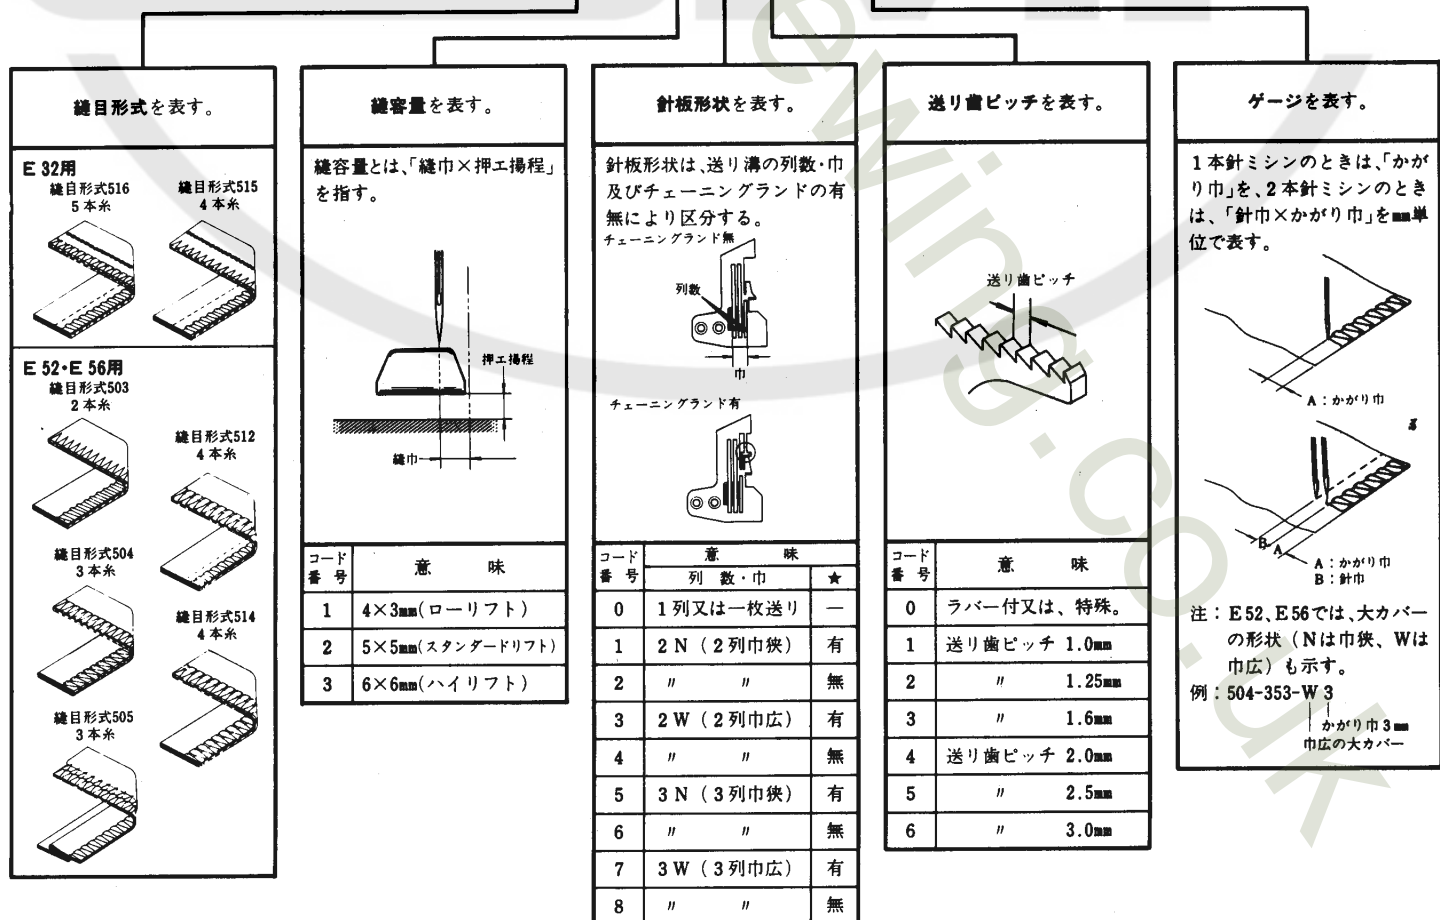 縫目形式を表す。
E 32用
縫目形式516
5本糸
縫目形式515
4本糸
E 52・E 56用
縫目形式503
2本糸
縫目形式512
4本糸
縫目形式504
3本糸
縫目形式514
4本糸
縫目形式505
3本糸
縫容量を表す。
縫容量とは、「縫巾×押エ揚程」
を指す。
押エ揚程
縫巾
コード番号 意味
1 4×3mm(ローリフト)
2 5×5mm(スタンダードリフト)
3 6×6mm(ハイリフト)
針板形状を表す。
針板形状は、送り溝の列数・巾
及びチェーニングランドの有
無により区分する。
チェーニングランド無
列数
巾
チェーニングランド有
コード番号 意味
列数・巾 ★
0 1列又は一枚送り —
1 2N(2列巾狭) 有
2 〃 〃 無
3 2W(2列巾広) 有
4 〃 〃 無
5 3N(3列巾狭) 有
6 〃 〃 無
7 3W(3列巾広) 有
8 〃 〃 無
送り歯ピッチを表す。
送り歯ピッチ
コード番号 意味
0 ラバー付又は、特殊。
1 送り歯ピッチ 1.0mm
2 〃 1.25mm
3 〃 1.6mm
4 送り歯ピッチ 2.0mm
5 〃 2.5mm
6 〃 3.0mm
ゲージを表す。
1本針ミシンのときは、「かが
り巾」を、2本針ミシンのとき
は、「針巾×かがり巾」をmm単
位で表す。
A：かがり巾
B
A
A：かがり巾
B：針巾
注：E52、E56では、大カバー
の形状（Nは巾狭、Wは
巾広）も示す。
例：504-353-W3
かがり巾3mm
巾広の大カバー
ewing.co.uk